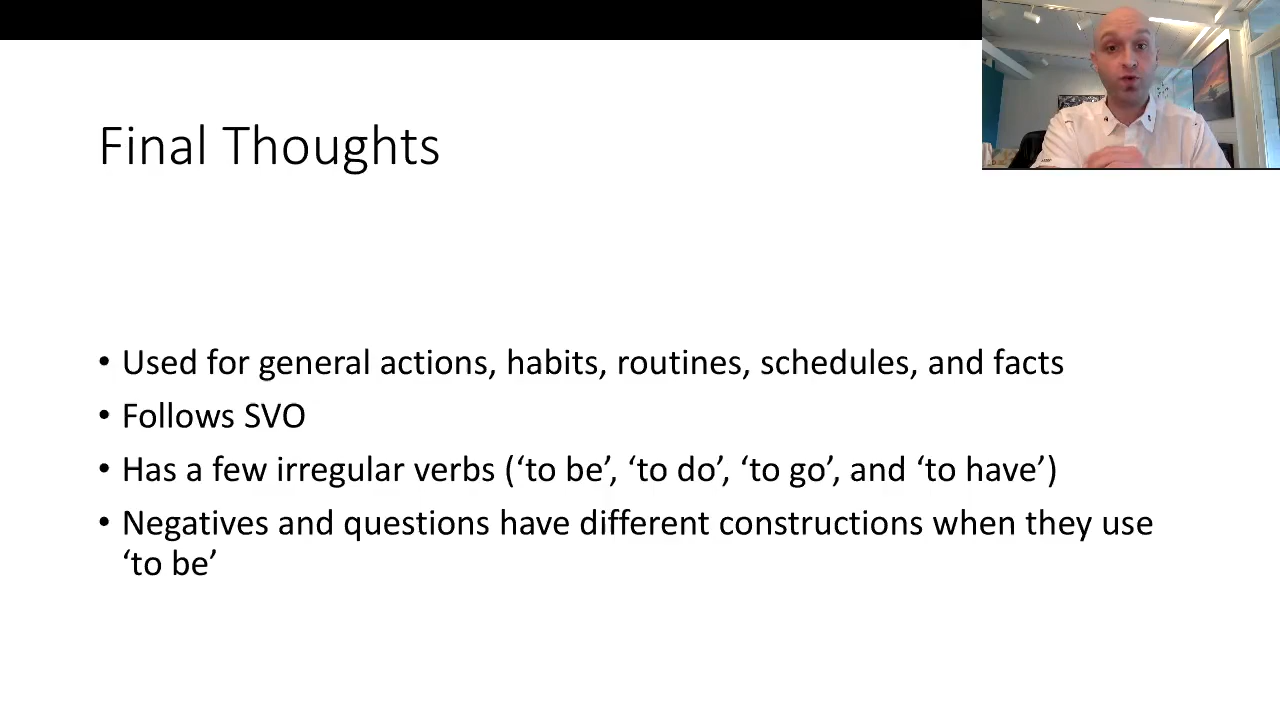 Final Thoughts
• Used for general actions, habits, routines, schedules, and facts
• Follows SVO
• Has a few irregular verbs (‘to be’, ‘to do’, ‘to go’, and ‘to have’)
• Negatives and questions have different constructions when they use
‘to be’